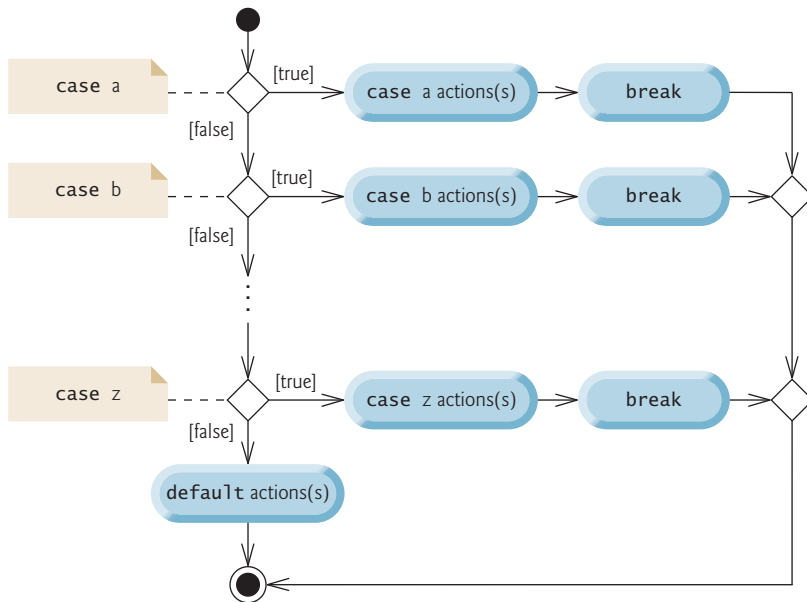 [true]
case a
case a actions(s)
break
[false]
[true]
case b
case b actions(s)
break
[false]
[true]
case z
case z actions(s)
break
[false]
default actions(s)